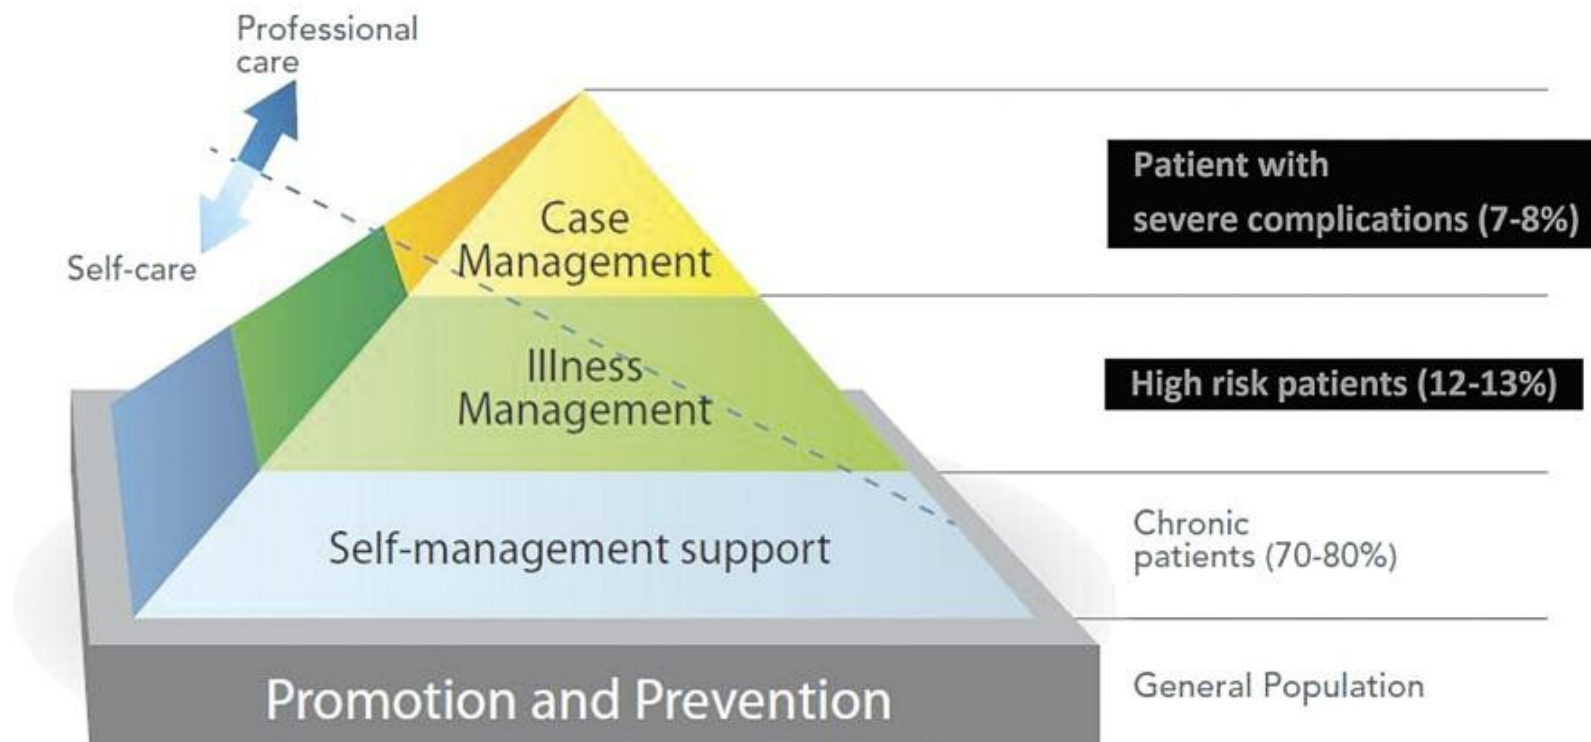 Professional
care
Self-care
Case
Management
Patient with
severe complications (7-8%)
Illness
Management
High risk patients (12-13%)
Self-management support
Chronic
patients (70-80%)
Promotion and Prevention
General Population